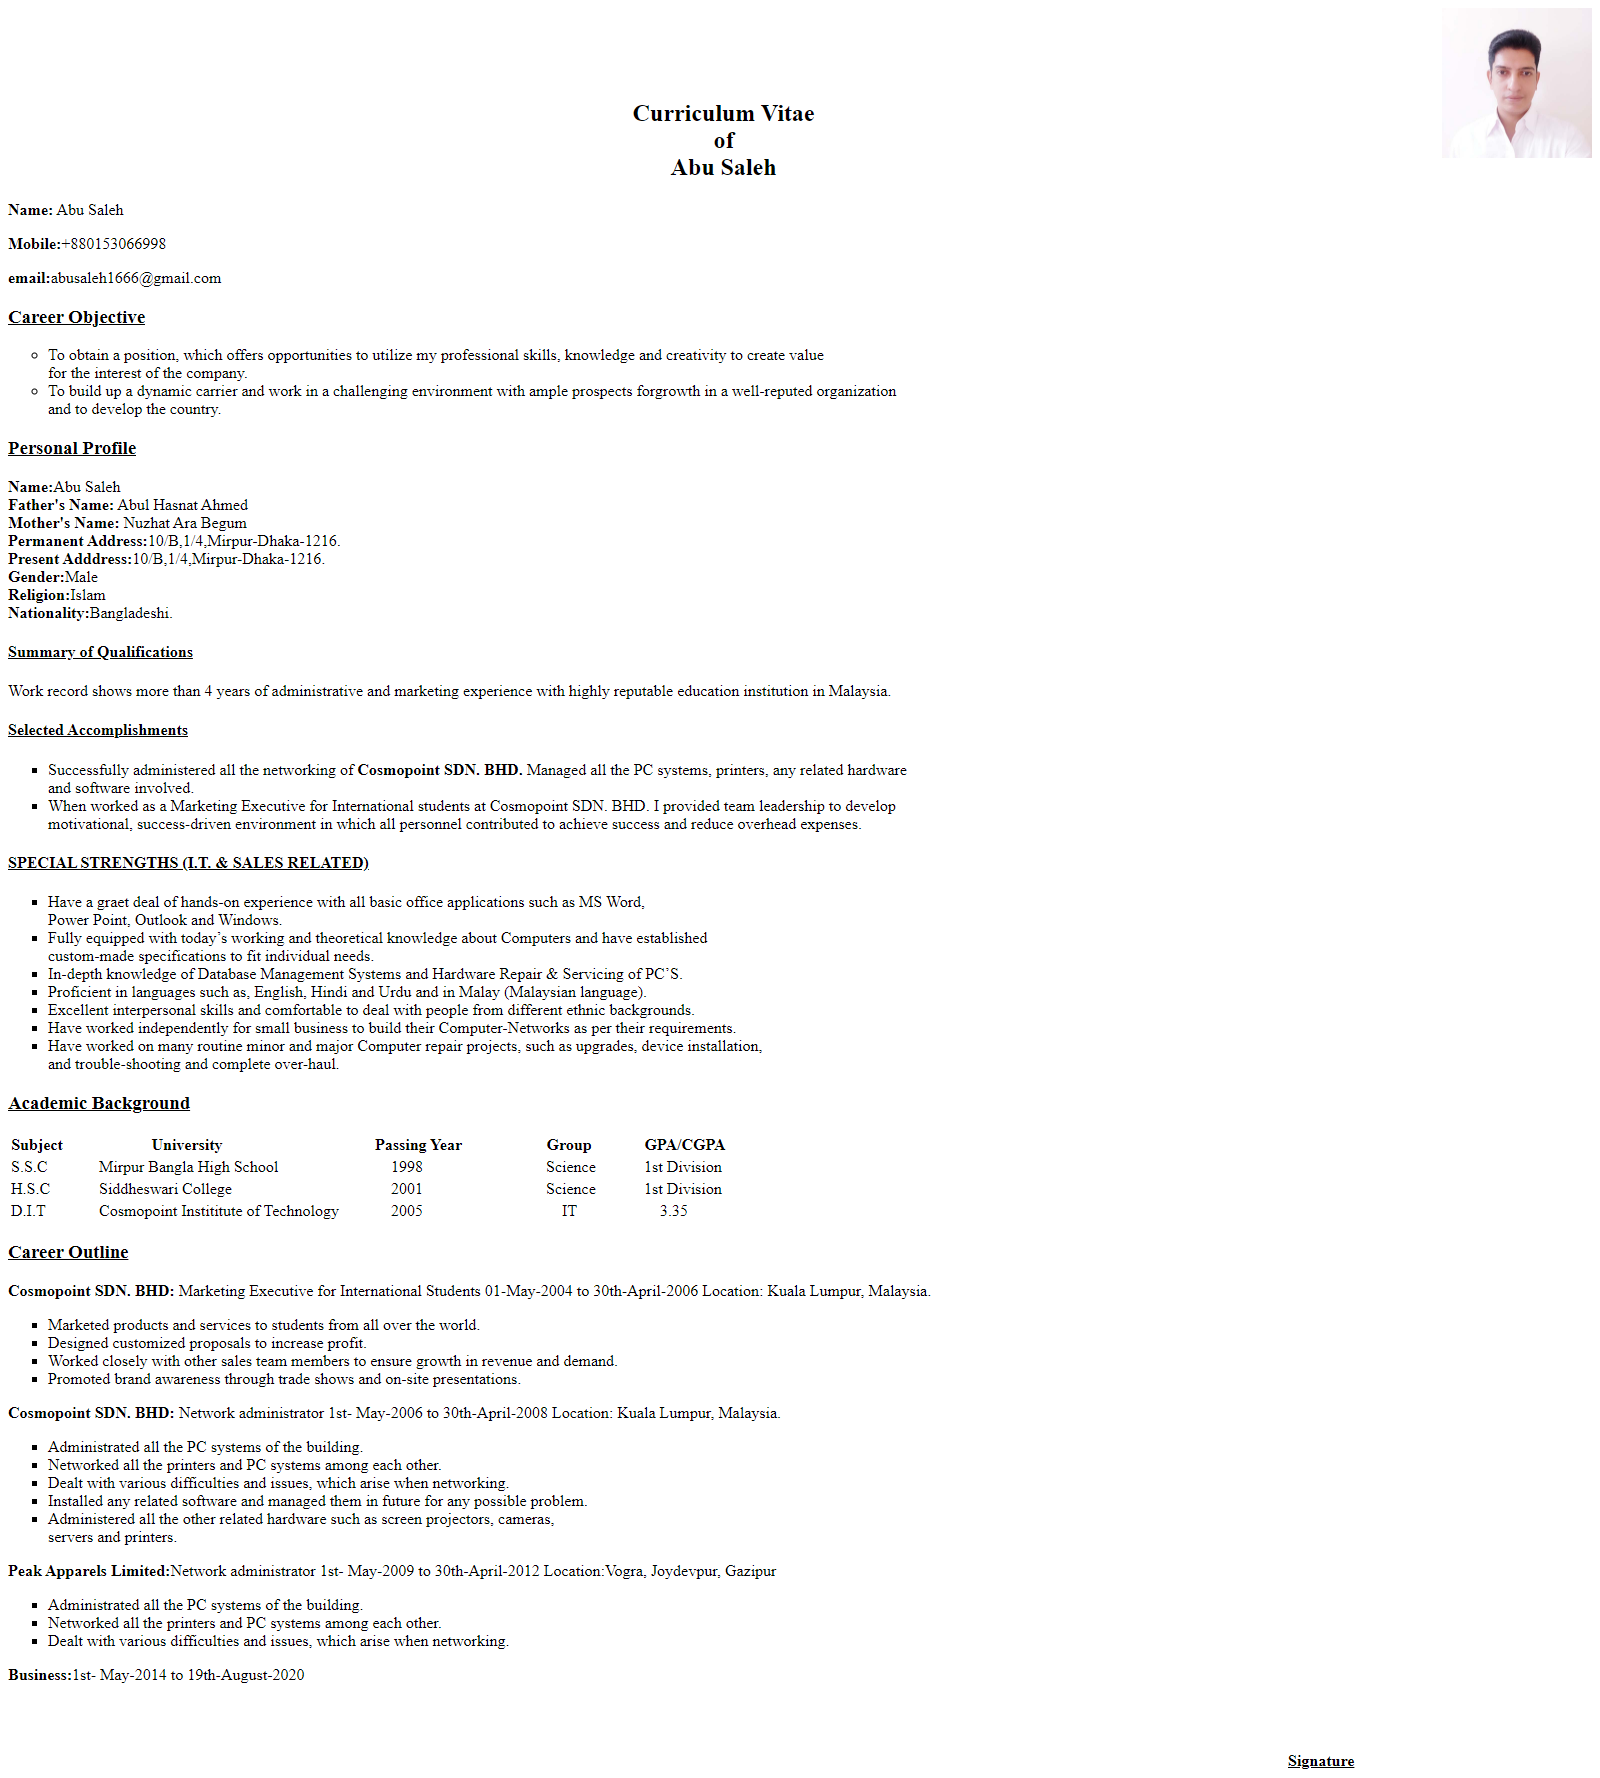 Curriculum Vitae
of
Abu Saleh
Name: Abu Saleh
Mobile:+880153066998
email:abusaleh1666@gmail.com
Career Objective
To obtain a position, which offers opportunities to utilize my professional skills, knowledge and creativity to create value
for the interest of the company.
To build up a dynamic carrier and work in a challenging environment with ample prospects forgrowth in a well-reputed organization
and to develop the country.
Personal Profile
Name:Abu Saleh
Father's Name: Abul Hasnat Ahmed
Mother's Name: Nuzhat Ara Begum
Permanent Address:10/B,1/4,Mirpur-Dhaka-1216.
Present Adddress:10/B,1/4,Mirpur-Dhaka-1216.
Gender:Male
Religion:Islam
Nationality:Bangladeshi.
Summary of Qualifications
Work record shows more than 4 years of administrative and marketing experience with highly reputable education institution in Malaysia.
Selected Accomplishments
Successfully administered all the networking of Cosmopoint SDN. BHD. Managed all the PC systems, printers, any related hardware
and software involved.
When worked as a Marketing Executive for International students at Cosmopoint SDN. BHD. I provided team leadership to develop
motivational, success-driven environment in which all personnel contributed to achieve success and reduce overhead expenses.
SPECIAL STRENGTHS (I.T. & SALES RELATED)
Have a graet deal of hands-on experience with all basic office applications such as MS Word,
Power Point, Outlook and Windows.
Fully equipped with today’s working and theoretical knowledge about Computers and have established
custom-made specifications to fit individual needs.
In-depth knowledge of Database Management Systems and Hardware Repair & Servicing of PC’S.
Proficient in languages such as, English, Hindi and Urdu and in Malay (Malaysian language).
Excellent interpersonal skills and comfortable to deal with people from different ethnic backgrounds.
Have worked independently for small business to build their Computer-Networks as per their requirements.
Have worked on many routine minor and major Computer repair projects, such as upgrades, device installation,
and trouble-shooting and complete over-haul.
Academic Background
Subject University Passing Year Group GPA/CGPA
S.S.C Mirpur Bangla High School 1998 Science 1st Division
H.S.C Siddheswari College 2001 Science 1st Division
D.I.T Cosmopoint Instititute of Technology 2005 IT 3.35
Career Outline
Cosmopoint SDN. BHD: Marketing Executive for International Students 01-May-2004 to 30th-April-2006 Location: Kuala Lumpur, Malaysia.
Marketed products and services to students from all over the world.
Designed customized proposals to increase profit.
Worked closely with other sales team members to ensure growth in revenue and demand.
Promoted brand awareness through trade shows and on-site presentations.
Cosmopoint SDN. BHD: Network administrator 1st- May-2006 to 30th-April-2008 Location: Kuala Lumpur, Malaysia.
Administrated all the PC systems of the building.
Networked all the printers and PC systems among each other.
Dealt with various difficulties and issues, which arise when networking.
Installed any related software and managed them in future for any possible problem.
Administered all the other related hardware such as screen projectors, cameras,
servers and printers.
Peak Apparels Limited:Network administrator 1st- May-2009 to 30th-April-2012 Location:Vogra, Joydevpur, Gazipur
Administrated all the PC systems of the building.
Networked all the printers and PC systems among each other.
Dealt with various difficulties and issues, which arise when networking.
Business:1st- May-2014 to 19th-August-2020
Signature